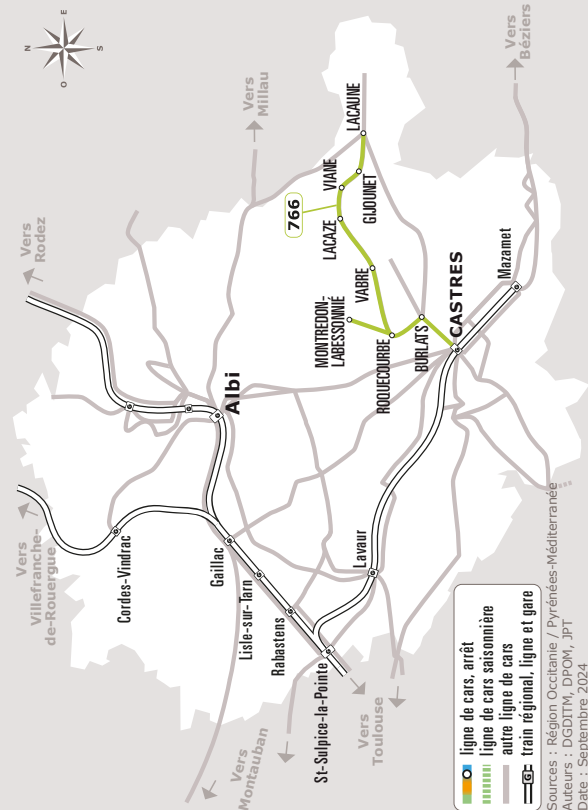 N
E
S
O
Vers
Rodez
Vers
Millau
Vers
Béziers
Vers
Villefranche-
de-Rouergue
Vers
Montauban
Vers
Toulouse
766
LACAUNE
VIANE
GIJOUNET
LACAZE
VABRE
MONTREDON-
LABESSONNIÉ
ROQUECOURBE
BURLATS
CASTRES
Mazamet
Albi
Cordes-Vindrac
Gaillac
Lisle-sur-Tarn
Rabastens
St-Sulpice-la-Pointe
Lavaur
ligne de cars, arrêt
ligne de cars saisonnière
autre ligne de cars
G train régional, ligne et gare
Sources : Région Occitanie / Pyrénées-Méditerranée
uteurs : DGDITM, DPOM, JPT
Date : Septembre 2024